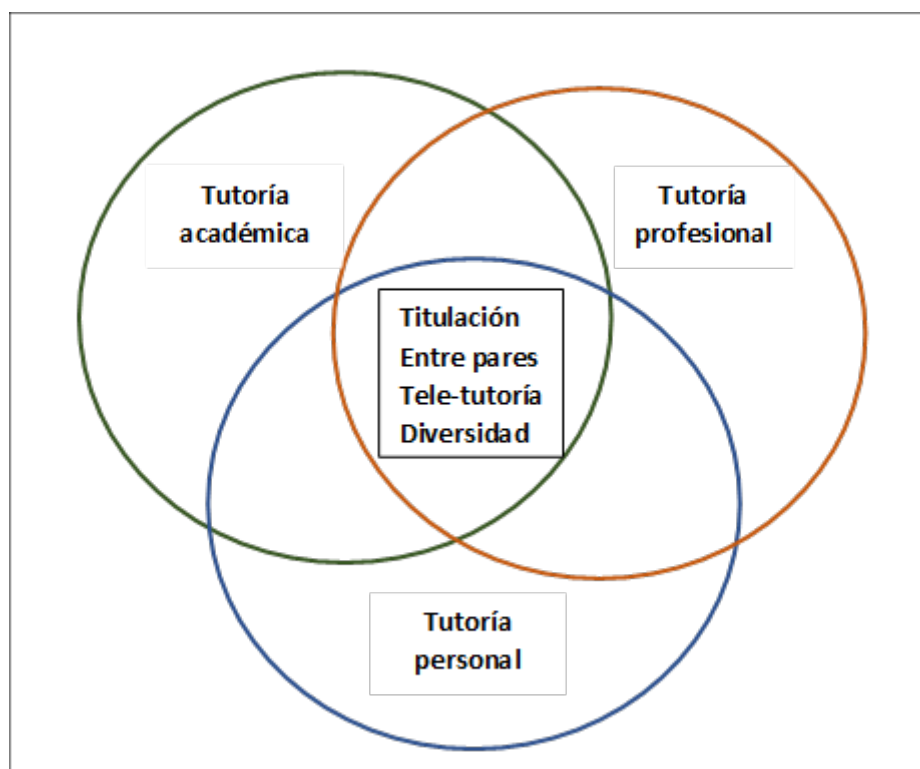 Tutoría
académica
Tutoría
profesional
Titulación
Entre pares
Tele-tutoría
Diversidad
Tutoría
personal